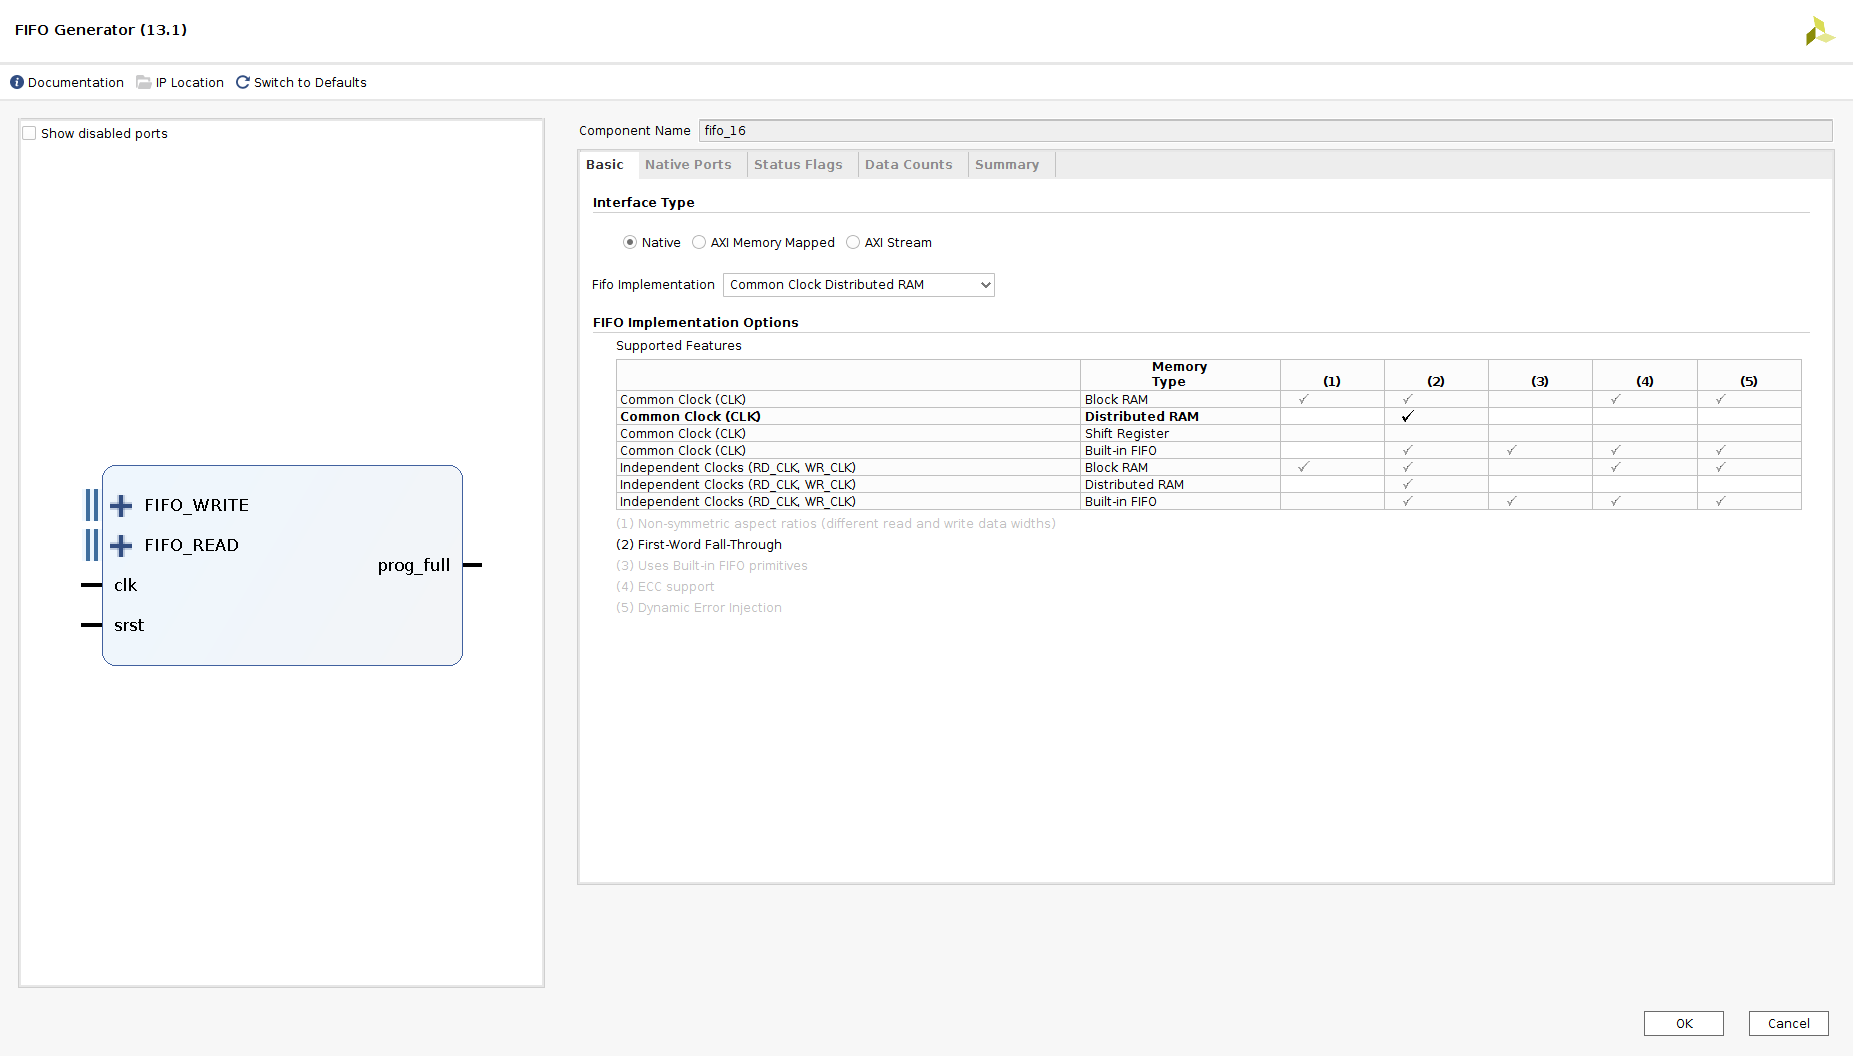 FIFO Generator (13.1)
Documentation IP Location Switch to Defaults
Show disabled ports
FIFO_WRITE
FIFO_READ
prog_full
clk
srst
Component Name fifo_16
Basic Native Ports Status Flags Data Counts Summary
Interface Type
Native AXI Memory Mapped AXI Stream
Fifo Implementation Common Clock Distributed RAM
FIFO Implementation Options
Supported Features
Memory
Type (1) (2) (3) (4) (5)
Common Clock (CLK) Block RAM ✓ ✓ ✓ ✓
Common Clock (CLK) Distributed RAM ✓
Common Clock (CLK) Shift Register
Common Clock (CLK) Built-in FIFO ✓ ✓ ✓ ✓
Independent Clocks (RD_CLK, WR_CLK) Block RAM ✓ ✓ ✓ ✓
Independent Clocks (RD_CLK, WR_CLK) Distributed RAM ✓
Independent Clocks (RD_CLK, WR_CLK) Built-in FIFO ✓ ✓ ✓ ✓
(1) Non-symmetric aspect ratios (different read and write data widths)
(2) First-Word Fall-Through
(3) Uses Built-in FIFO primitives
(4) ECC support
(5) Dynamic Error Injection
OK Cancel